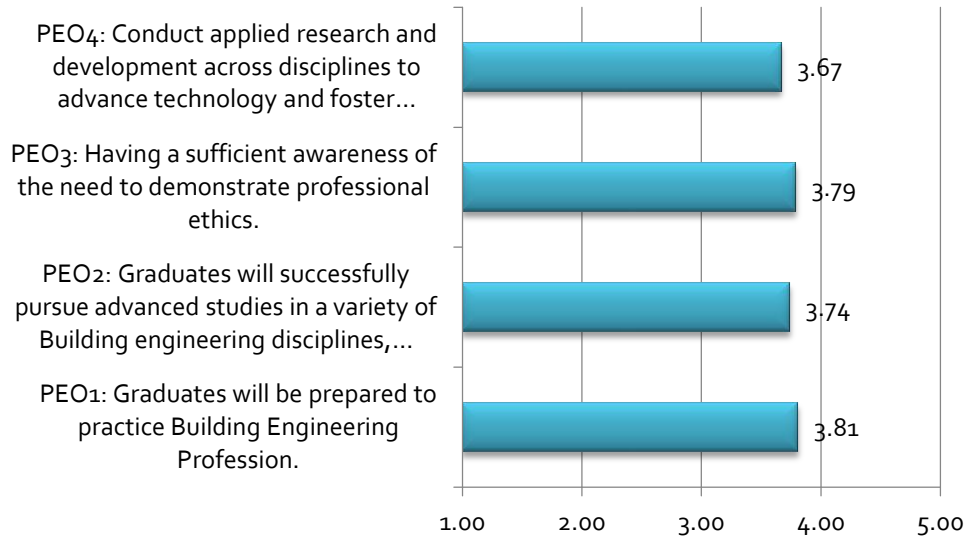 PEO4: Conduct applied research and
development across disciplines to
advance technology and foster...
3.67
PEO3: Having a sufficient awareness of
the need to demonstrate professional
ethics.
3.79
PEO2: Graduates will successfully
pursue advanced studies in a variety of
Building engineering disciplines,...
3.74
PEO1: Graduates will be prepared to
practice Building Engineering
Profession.
3.81
1.00 2.00 3.00 4.00 5.00